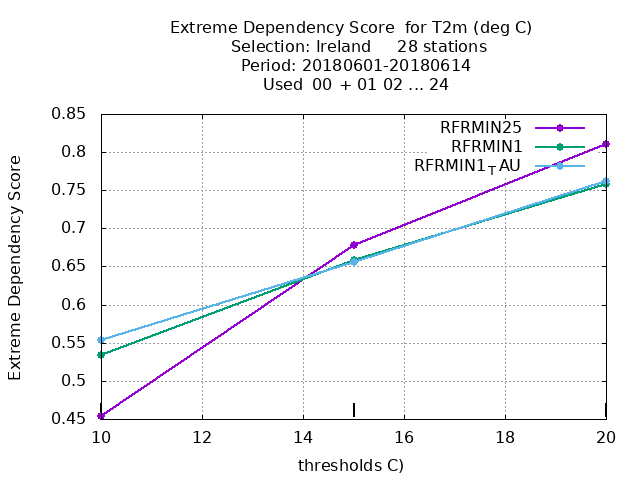 Extreme Dependency Score  for T2m (deg C)
Selection: Ireland     28 stations
Period: 20180601-20180614
Used  00 + 01 02 ... 24
Extreme Dependency Score
0.85
0.8
0.75
0.7
0.65
0.6
0.55
0.5
0.45
RFRMIN25
RFRMIN1
RFRMIN1TAU
10 12 14 16 18 20
thresholds C)